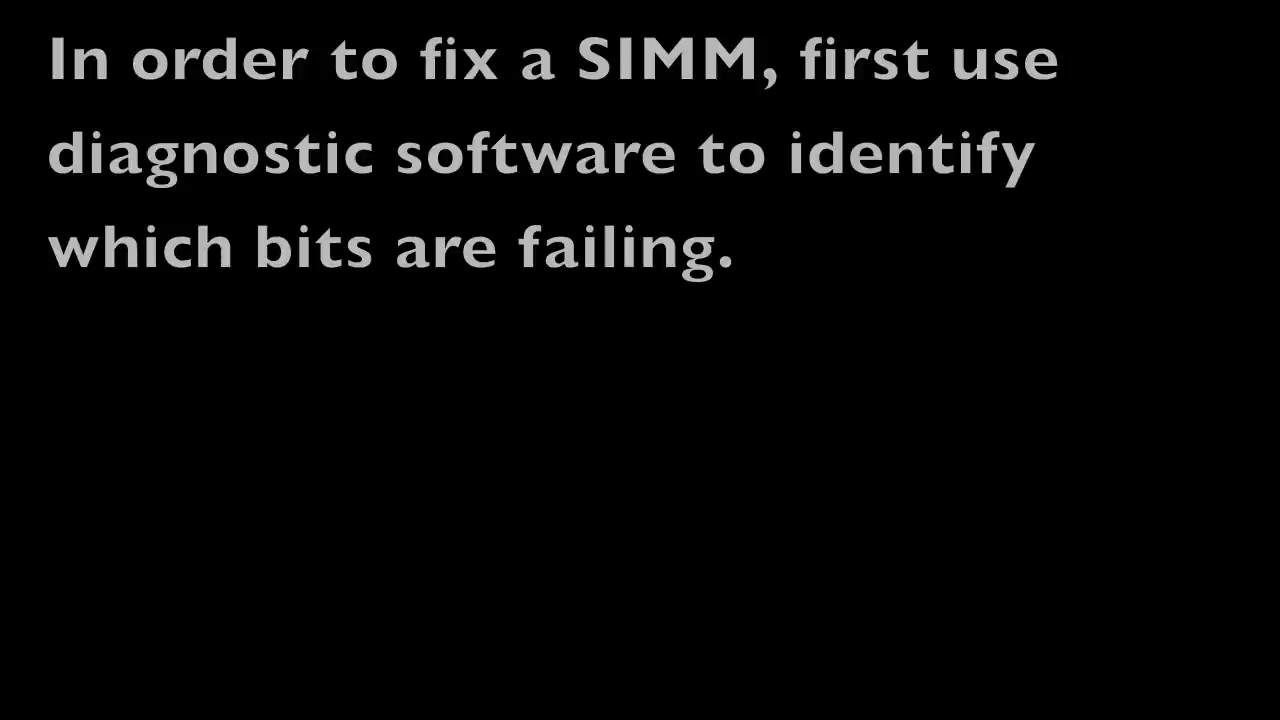 In order to fix a SIMM, first use
diagnostic software to identify
which bits are failing.